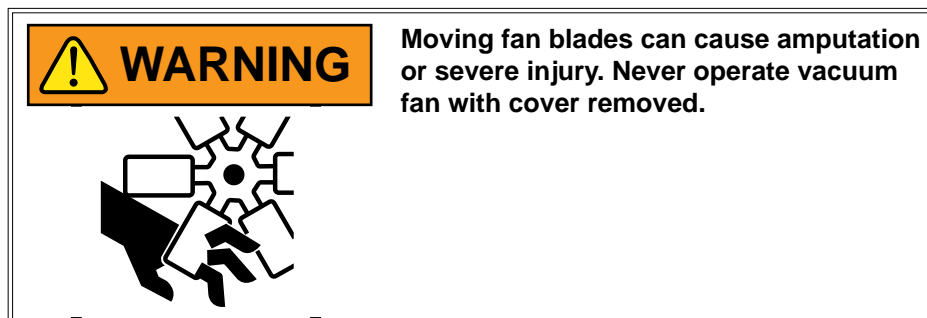 WARNING
Moving fan blades can cause amputation
or severe injury. Never operate vacuum
fan with cover removed.